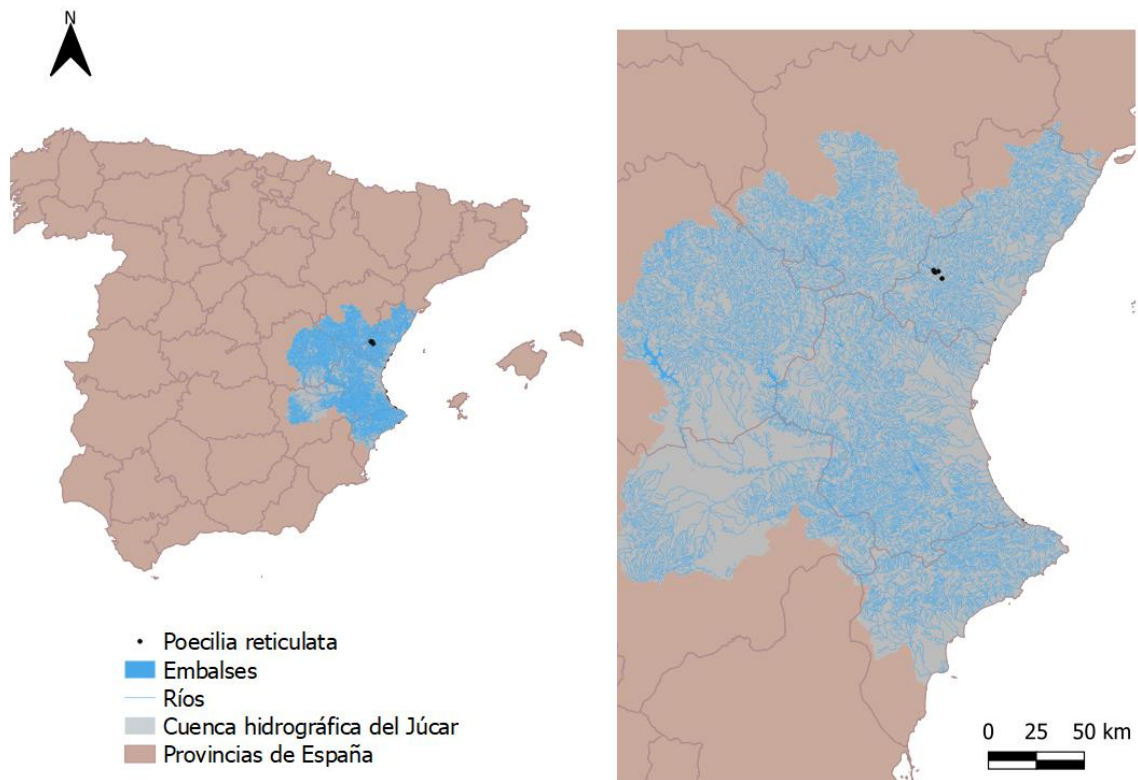 N
Poecilia reticulata
Embalses
Ríos
Cuenca hidrográfica del Júcar
Provincias de España
0 25 50 km